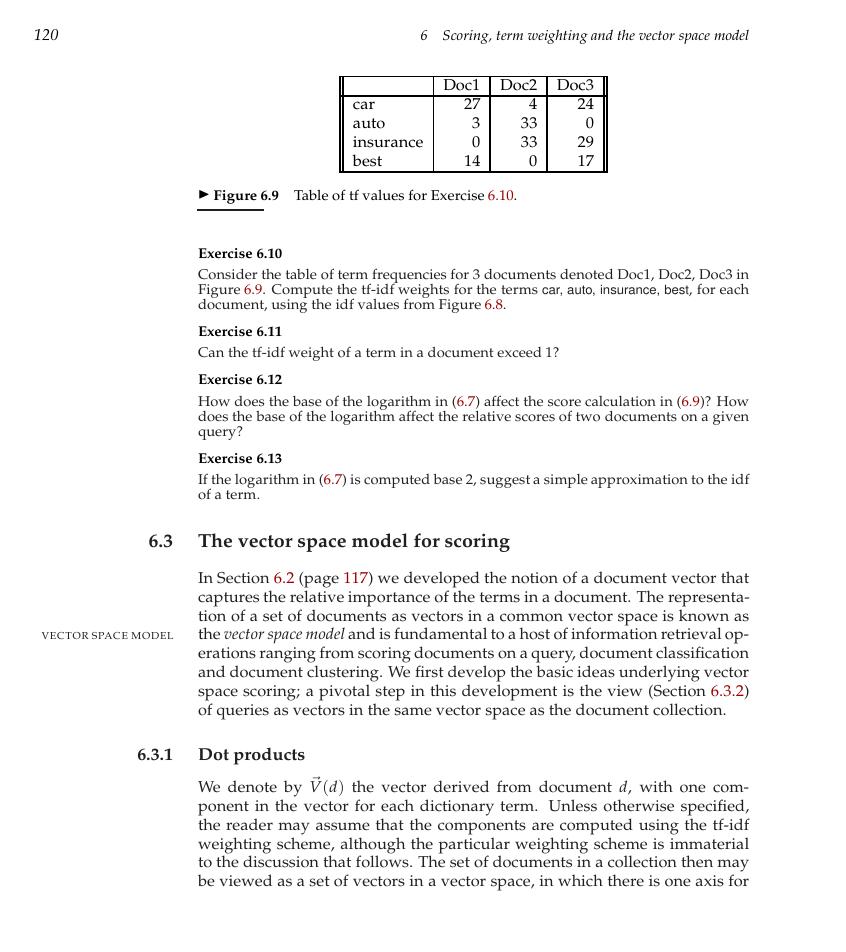 120
6 Scoring, term weighting and the vector space model
Doc1 Doc2 Doc3
car 27 4 24
auto 3 33 0
insurance 0 33 29
best 14 0 17
► Figure 6.9 Table of tf values for Exercise 6.10.
Exercise 6.10
Consider the table of term frequencies for 3 documents denoted Doc1, Doc2, Doc3 in
Figure 6.9. Compute the tf-idf weights for the terms car, auto, insurance, best, for each
document, using the idf values from Figure 6.8.
Exercise 6.11
Can the tf-idf weight of a term in a document exceed 1?
Exercise 6.12
How does the base of the logarithm in (6.7) affect the score calculation in (6.9)? How
does the base of the logarithm affect the relative scores of two documents on a given
query?
Exercise 6.13
If the logarithm in (6.7) is computed base 2, suggest a simple approximation to the idf
of a term.
6.3 The vector space model for scoring
In Section 6.2 (page 117) we developed the notion of a document vector that
captures the relative importance of the terms in a document. The representa-
tion of a set of documents as vectors in a common vector space is known as
VECTOR SPACE MODEL
the vector space model and is fundamental to a host of information retrieval op-
erations ranging from scoring documents on a query, document classification
and document clustering. We first develop the basic ideas underlying vector
space scoring; a pivotal step in this development is the view (Section 6.3.2)
of queries as vectors in the same vector space as the document collection.
6.3.1 Dot products
We denote by V⃗(d) the vector derived from document d, with one com-
ponent in the vector for each dictionary term. Unless otherwise specified,
the reader may assume that the components are computed using the tf-idf
weighting scheme, although the particular weighting scheme is immaterial
to the discussion that follows. The set of documents in a collection then may
be viewed as a set of vectors in a vector space, in which there is one axis for